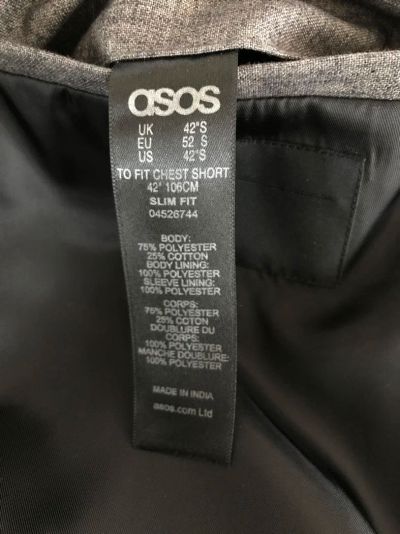 asos
UK 42"S
EU 52 S
US 42"S
TO FIT CHEST SHORT
42" 106CM
SLIM FIT
04526744
BODY:
75% POLYESTER
25% COTTON
BODY LINING:
100% POLYESTER
SLEEVE LINING:
100% POLYESTER
CORPS:
75% POLYESTER
25% COTTON
DOUBLURE DU
CORPS:
100% POLYESTER
MANCHE DOUBLURE:
100% POLYESTER
MADE IN INDIA
asos.com Ltd